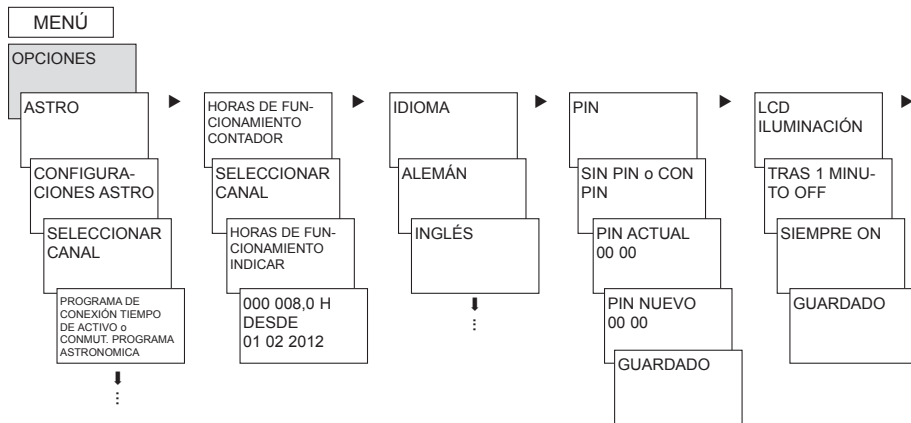 MENÚ
OPCIONES
ASTRO
CONFIGURA-
CIONES ASTRO
SELECCIONAR
CANAL
PROGRAMA DE
CONEXIÓN TIEMPO
DE ACTIVO o
CONMUT. PROGRAMA
ASTRONOMICA
HORAS DE FUN-
CIONAMIENTO
CONTADOR
SELECCIONAR
CANAL
HORAS DE FUN-
CIONAMIENTO
INDICAR
000 008,0 H
DESDE
01 02 2012
IDIOMA
ALEMÁN
INGLÉS
PIN
SIN PIN o CON
PIN
PIN ACTUAL
00 00
PIN NUEVO
00 00
GUARDADO
LCD
ILUMINACIÓN
TRAS 1 MINU-
TO OFF
SIEMPRE ON
GUARDADO